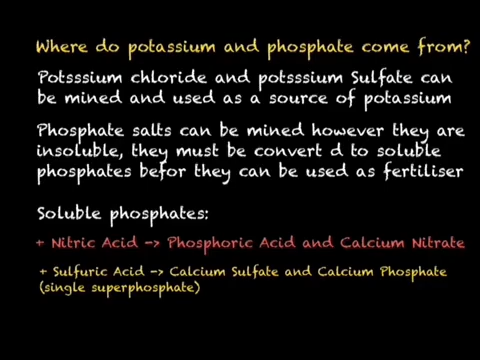 Where do potassium and phosphate come from?
Potsssium chloride and potsssium Sulfate can
be mined and used as a source of potassium
Phosphate salts can be mined however they are
insoluble, they must be convert d to soluble
phosphates befor they can be used as fertiliser
Soluble phosphates:
+ Nitric Acid -> Phosphoric Acid and Calcium Nitrate
+ Sulfuric Acid -> Calcium Sulfate and Calcium Phosphate
(single superphosphate)